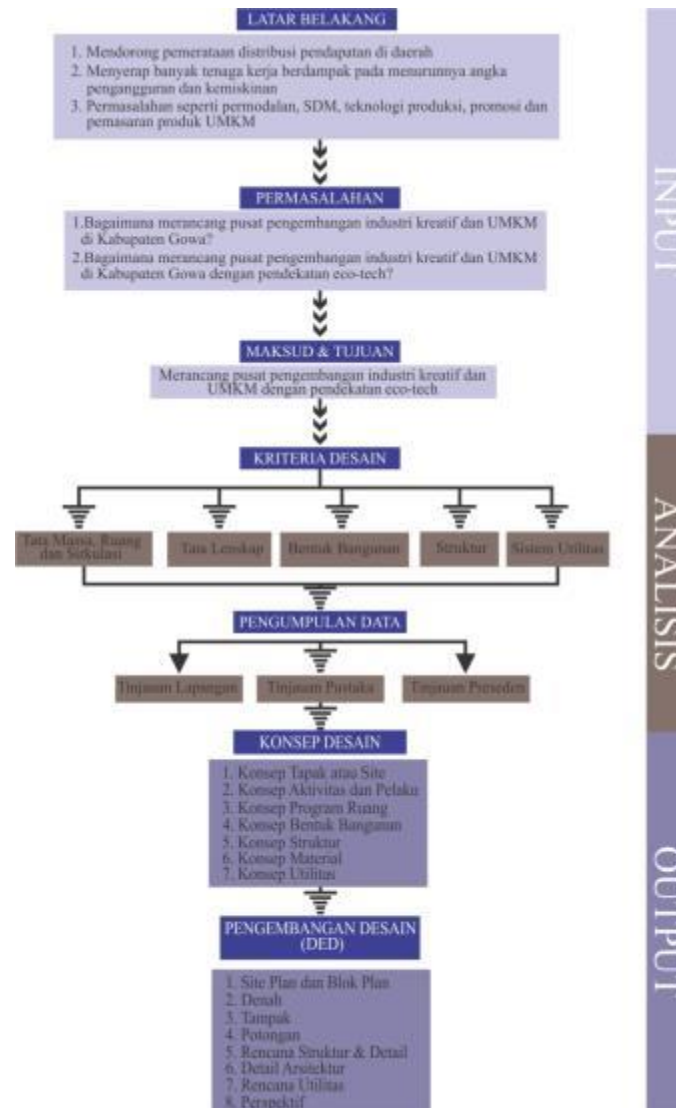 LATAR BELAKANG
1. Mendorong pemerataan distribusi pendapatan di daerah
2. Menyerap banyak tenaga kerja berdampak pada menurunnya angka
pengangguran dan kemiskinan
3. Permasalahan seperti permodalan, SDM, teknologi produksi, promosi dan
pemasaran produk UMKM
PERMASALAHAN
1.Bagaimana merancang pusat pengembangan industri kreatif dan UMKM
di Kabupaten Gowa?
2.Bagaimana merancang pusat pengembangan industri kreatif dan UMKM
di Kabupaten Gowa dengan pendekatan eco-tech?
MAKSUD & TUJUAN
Merancang pusat pengembangan industri kreatif dan
UMKM dengan pendekatan eco-tech
INPUT
KRITERIA DESAIN
Tata Massa, Ruang
dan Sirkulasi
Tata Lenskap
Bentuk Bangunan
Struktur
Sistem Utilitas
PENGUMPULAN DATA
Tinjauan Lapangan
Tinjauan Pustaka
Tinjauan Preseden
ANALISIS
KONSEP DESAIN
1. Konsep Tapak atau Site
2. Konsep Aktivitas dan Pelaku
3. Konsep Program Ruang
4. Konsep Bentuk Bangunan
5. Konsep Struktur
6. Konsep Material
7. Konsep Utilitas
PENGEMBANGAN DESAIN
(DED)
1. Site Plan dan Blok Plan
2. Denah
3. Tampak
4. Potongan
5. Rencana Struktur & Detail
6. Detail Arsitektur
7. Rencana Utilitas
8. Perspektif
OUTPUT